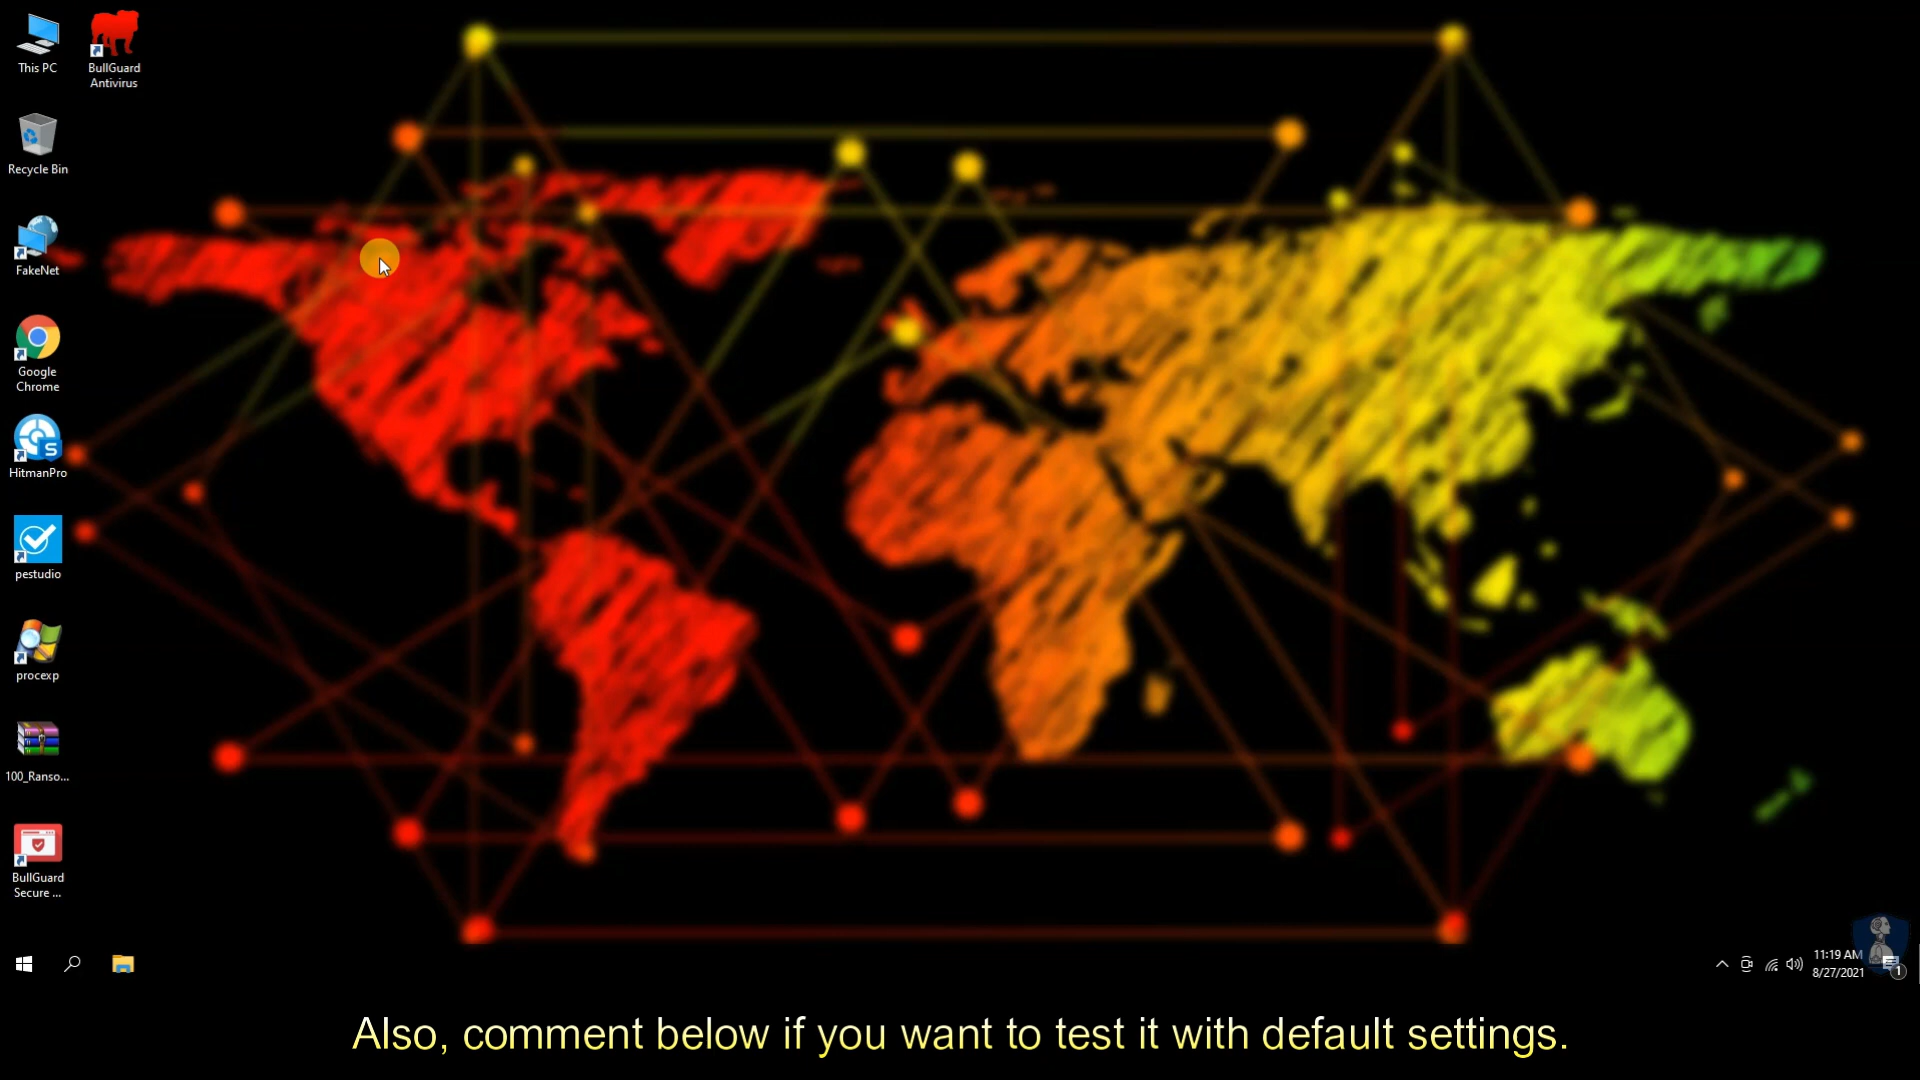 This PC
BullGuard
Antivirus
Recycle Bin
FakeNet
Google
Chrome
HitmanPro
pestudio
procexp
100_Ranso...
BullGuard
Secure ...
11:19 AM
8/27/2021
1
Also, comment below if you want to test it with default settings.